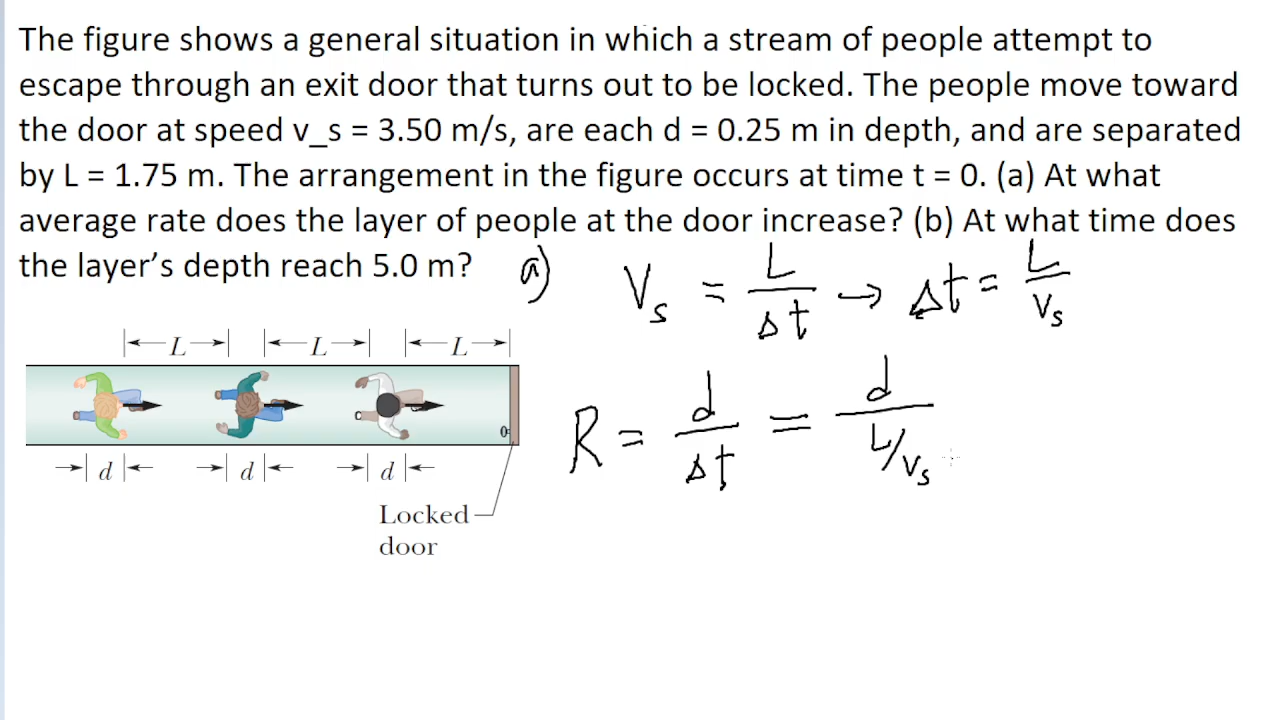 The figure shows a general situation in which a stream of people attempt to
escape through an exit door that turns out to be locked. The people move toward
the door at speed v_s = 3.50 m/s, are each d = 0.25 m in depth, and are separated
by L = 1.75 m. The arrangement in the figure occurs at time t = 0. (a) At what
average rate does the layer of people at the door increase? (b) At what time does
the layer’s depth reach 5.0 m?
a) Vs = L/Δt → Δt = L/Vs
L L L
R = d/Δt = d/(L/Vs)
d d d
Locked
door